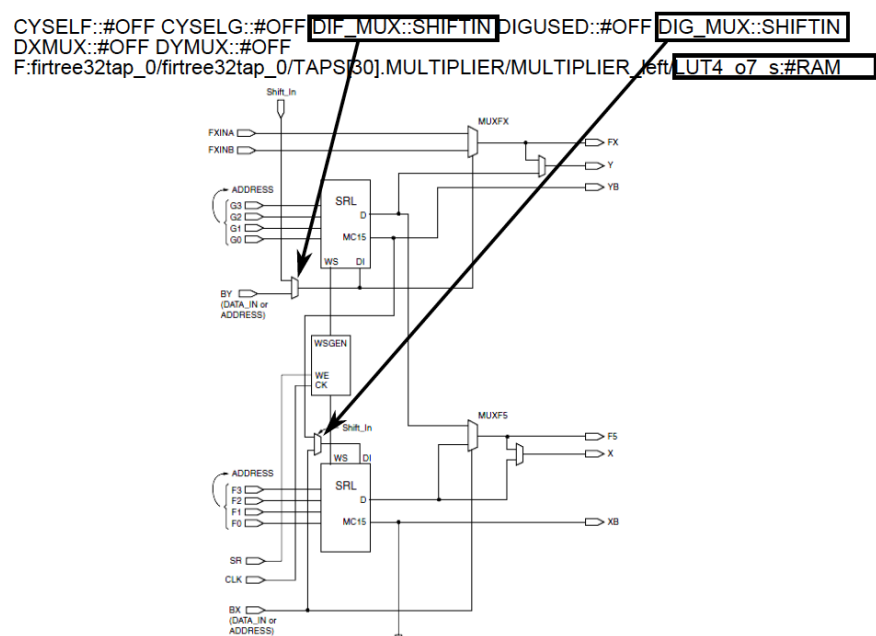 CYSELF::#OFF CYSELG::#OFF DIF_MUX::SHIFTIN DIGUSED::#OFF DIG_MUX::SHIFTIN
DXMUX::#OFF DYMUX::#OFF
F:firtree32tap_0/firtree32tap_0/TAPS[30].MULTIPLIER/MULTIPLIER_left/LUT4_o7_s:#RAM
Shift_In
MUXFX
FXINA
FXINB
FX
Y
ADDRESS
YB
SRL
G3
G2
D
G1
G0
MC15
WS DI
BY
(DATA_IN or
ADDRESS)
WSGEN
WE
CK
MUXF5
Shift_In
F5
X
WS DI
ADDRESS
SRL
F3
F2
D
F1
F0
MC15
XB
SR
CLK
BX
(DATA_IN or
ADDRESS)